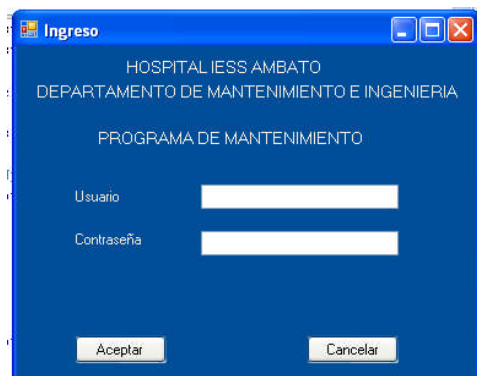 Ingreso
HOSPITAL IESS AMBATO
DEPARTAMENTO DE MANTENIMIENTO E INGENIERIA
PROGRAMA DE MANTENIMIENTO
Usuario
Contraseña
Aceptar Cancelar